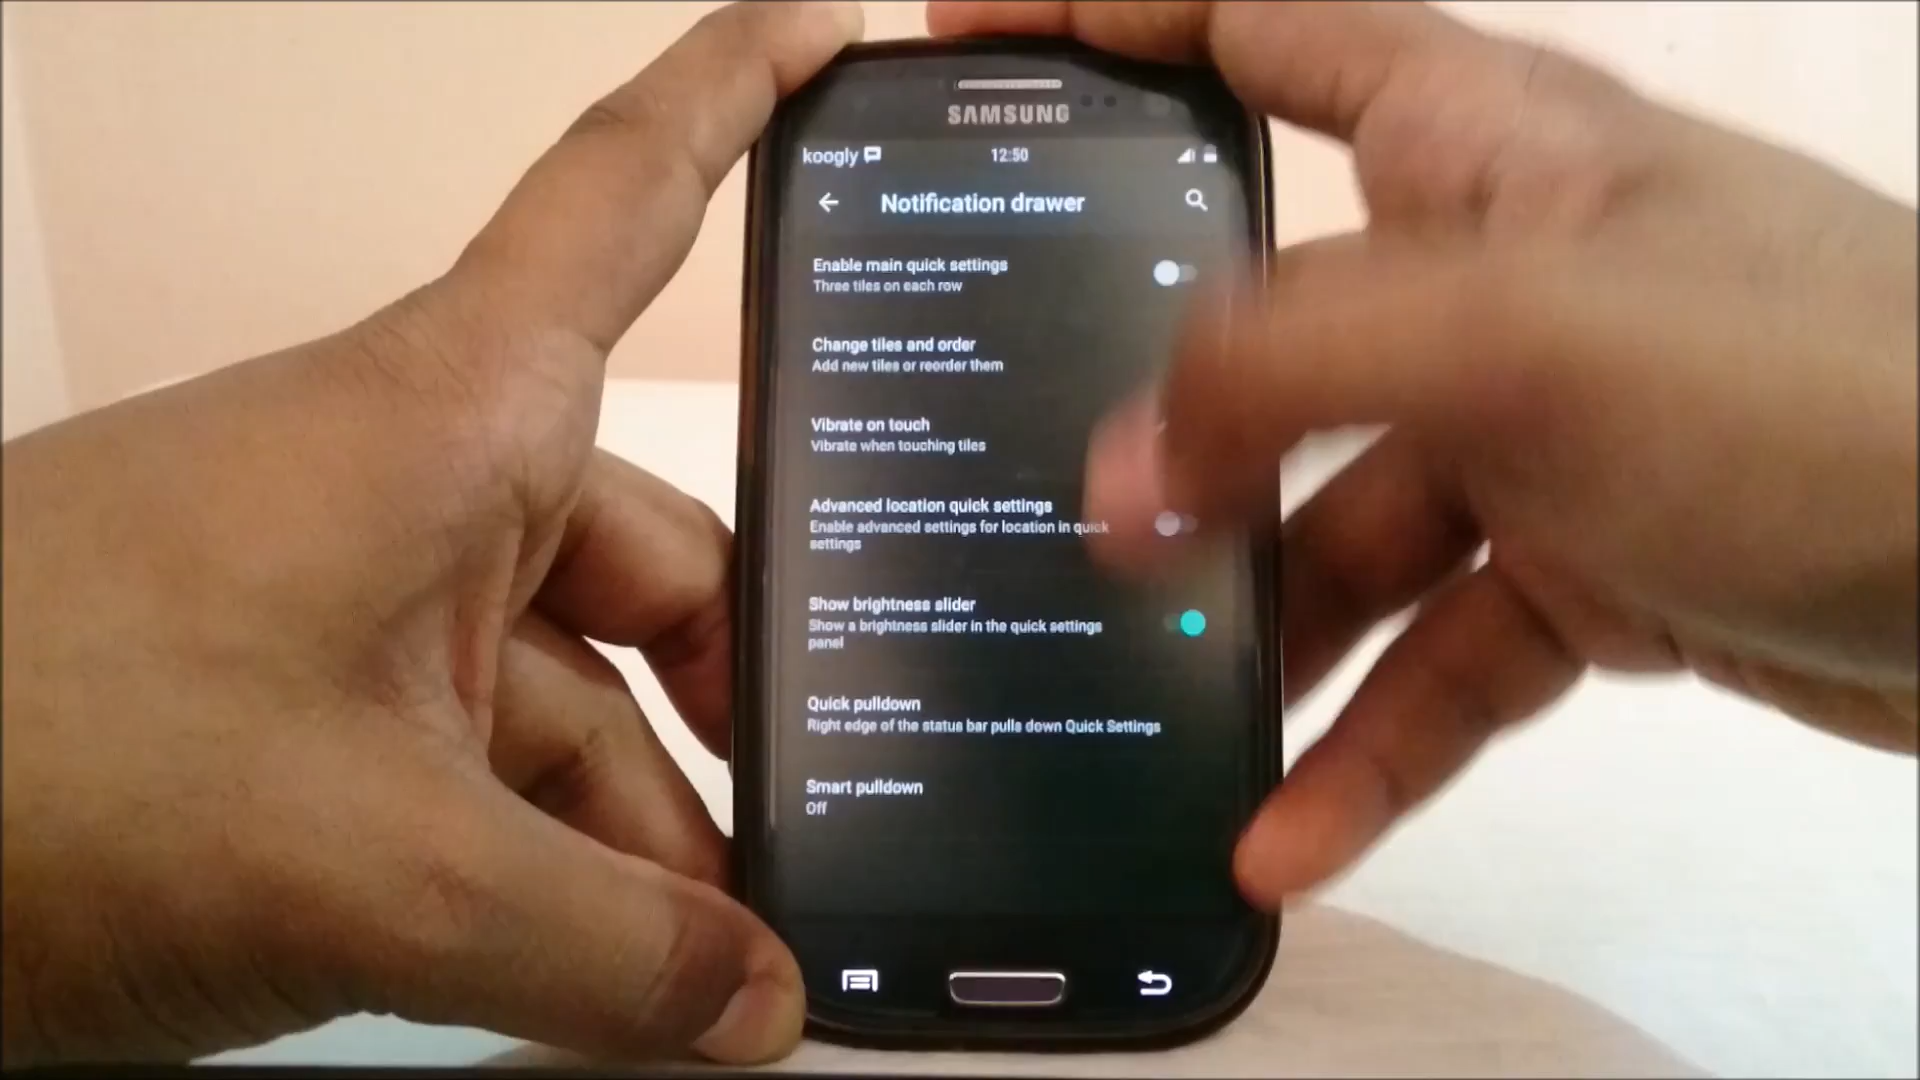 SAMSUNG
koogly 12:50
Notification drawer
Enable main quick settings
Three tiles on each row
Change tiles and order
Add new tiles or reorder them
Vibrate on touch
Vibrate when touching tiles
Advanced location quick settings
Enable advanced settings for location in quick
settings
Show brightness slider
Show a brightness slider in the quick settings
panel
Quick pulldown
Right edge of the status bar pulls down Quick Settings
Smart pulldown
Off